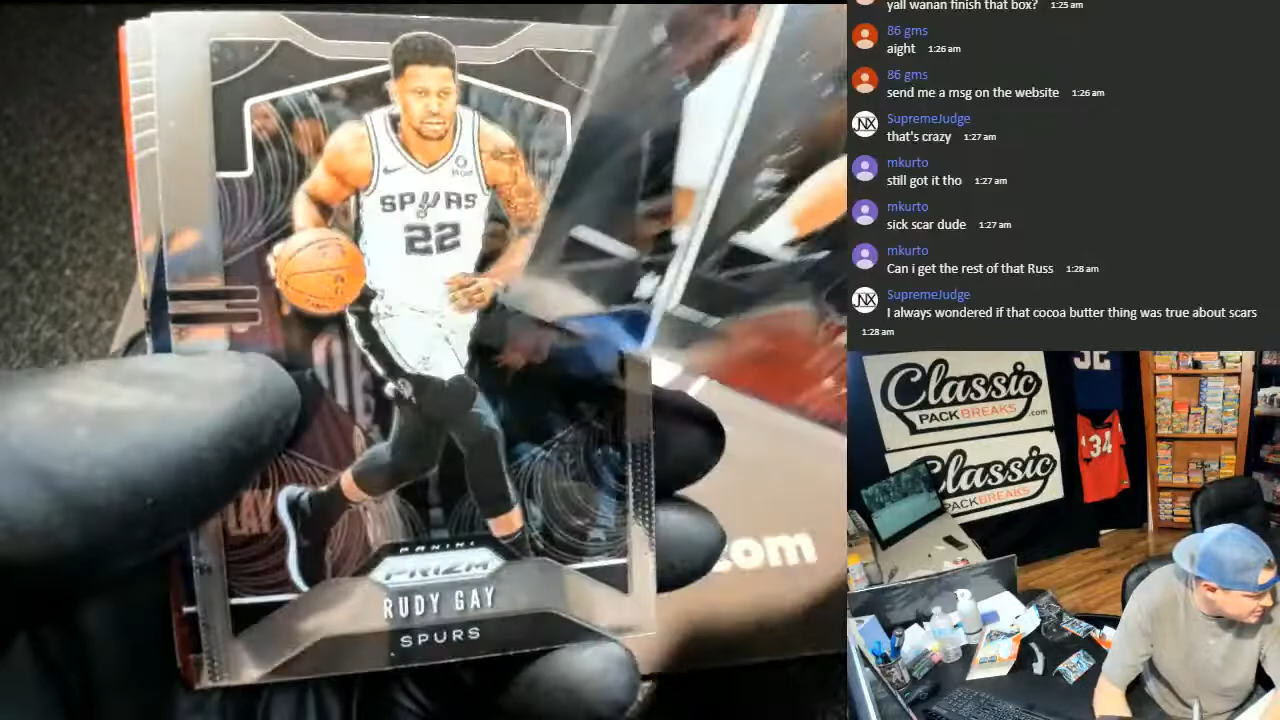 yall wanan finish that box? 1:25 am
86 gms
aight 1:26 am
86 gms
send me a msg on the website 1:26 am
SupremeJudge
that's crazy 1:27 am
mkurto
still got it tho 1:27 am
mkurto
sick scar dude 1:27 am
mkurto
Can i get the rest of that Russ 1:28 am
SupremeJudge
I always wondered if that cocoa butter thing was true about scars
1:28 am
SPURS
22
PANINI
PRIZM
RUDY GAY
SPURS
.com
Classic
PACKBREAKS.com
Classic
PACKBREAKS
32
34